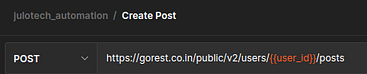 julotech_automation / Create Post
POST https://gorest.co.in/public/v2/users/{{user_id}}/posts